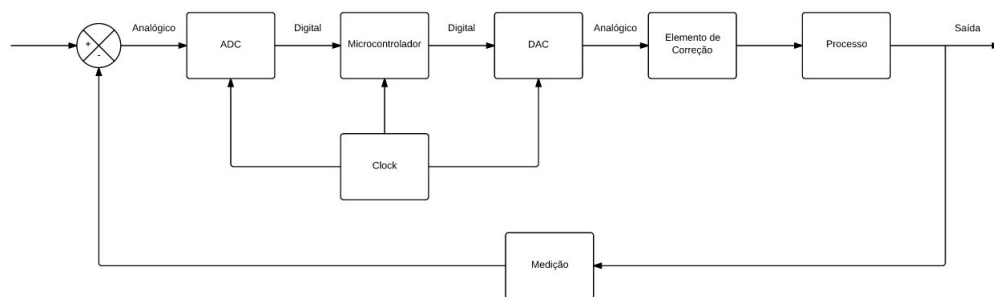 Analógico
ADC
Digital
Microcontrolador
Digital
DAC
Analógico
Elemento de
Correção
Processo
Saída
+
-
Clock
Medição